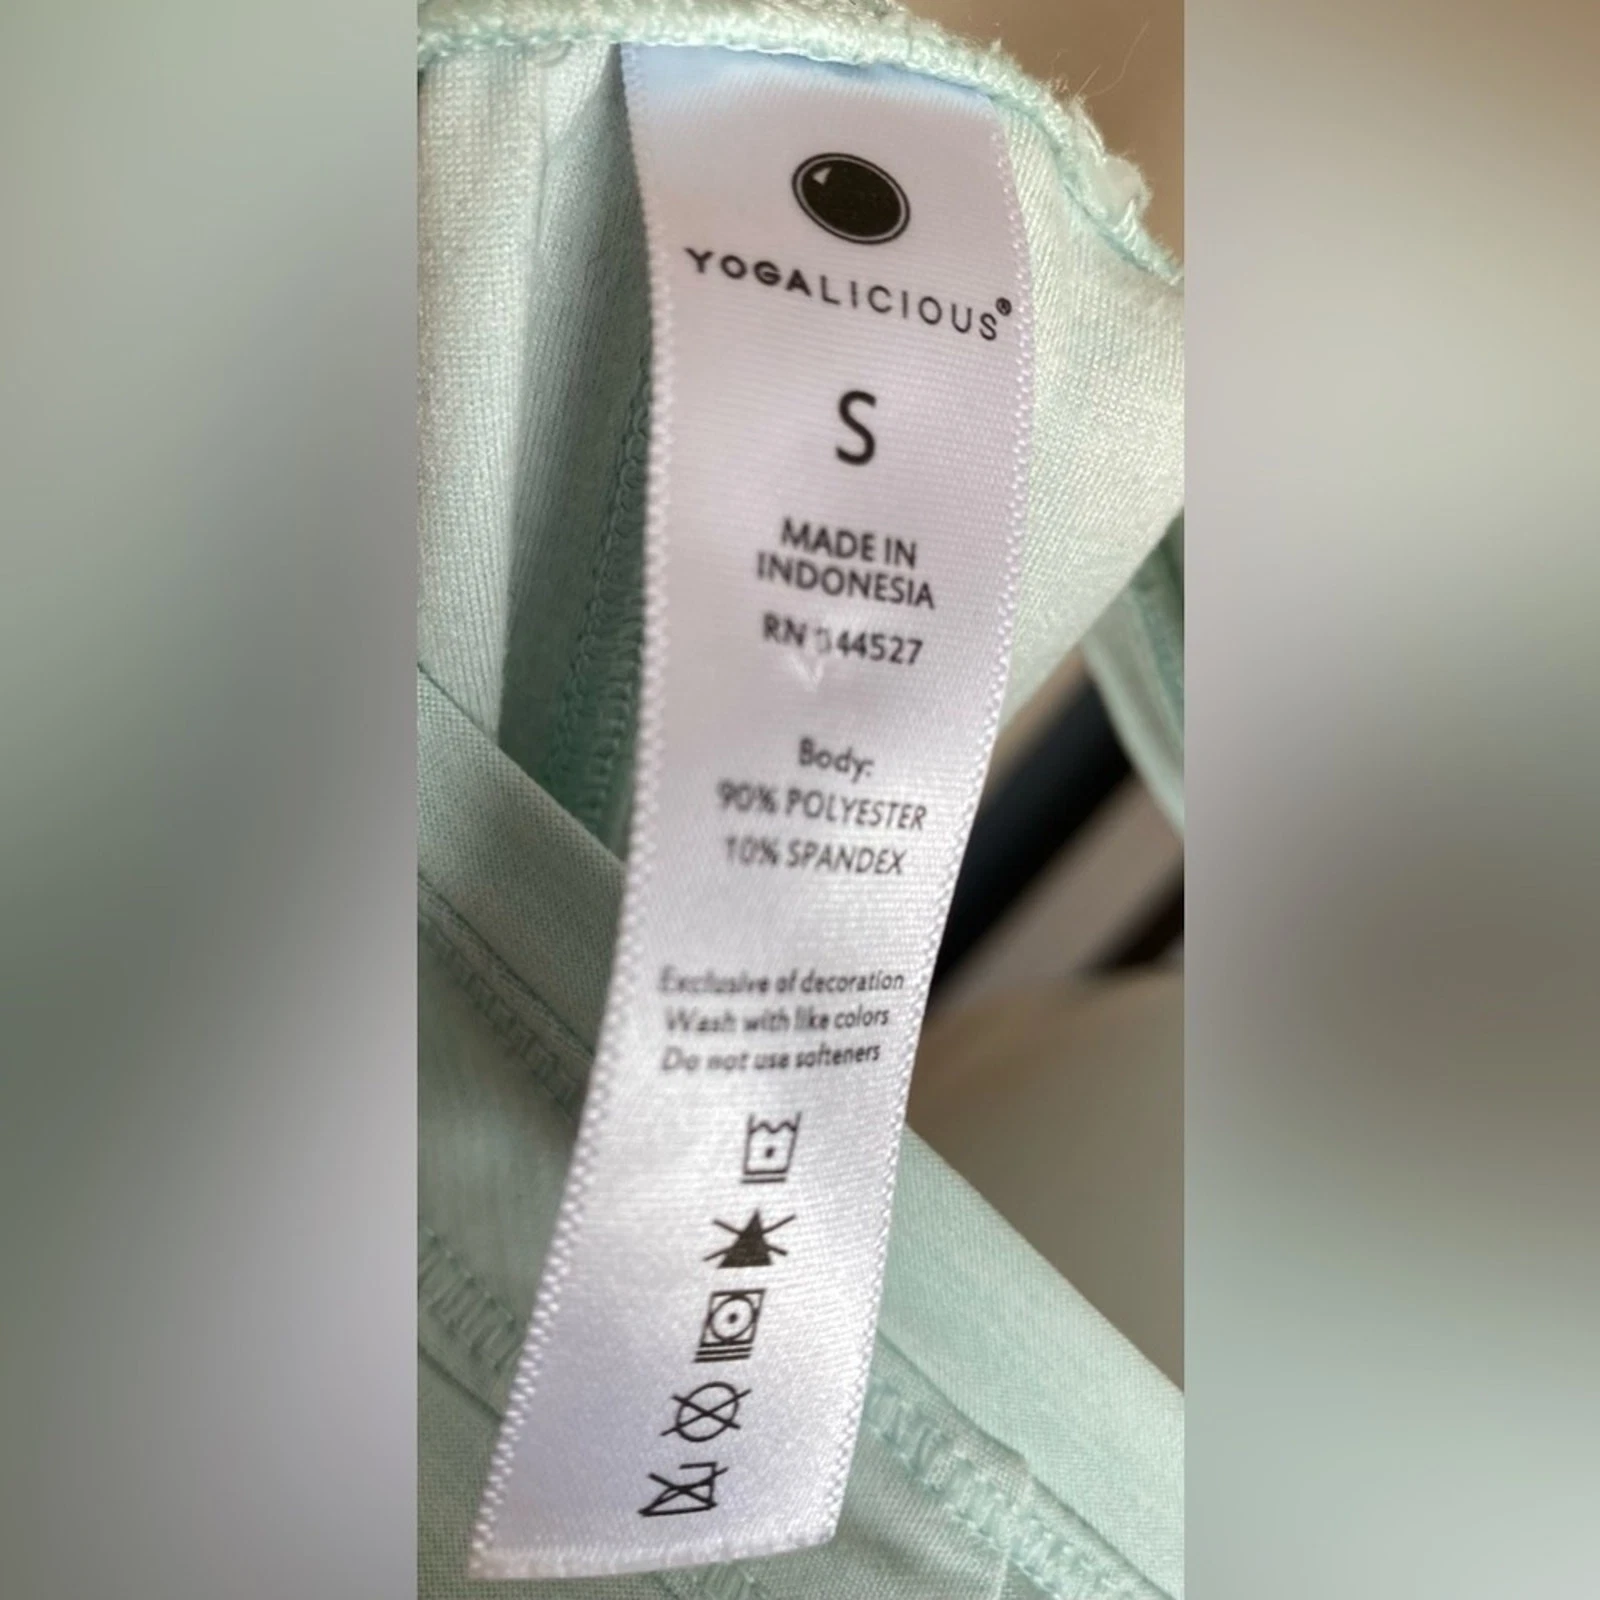 YOGALICIOUS®
S
MADE IN
INDONESIA
RN
Body:
90% POLYESTER
10% SPANDEX
Exclusive of decoration
Wash with like colors
Do not use softeners